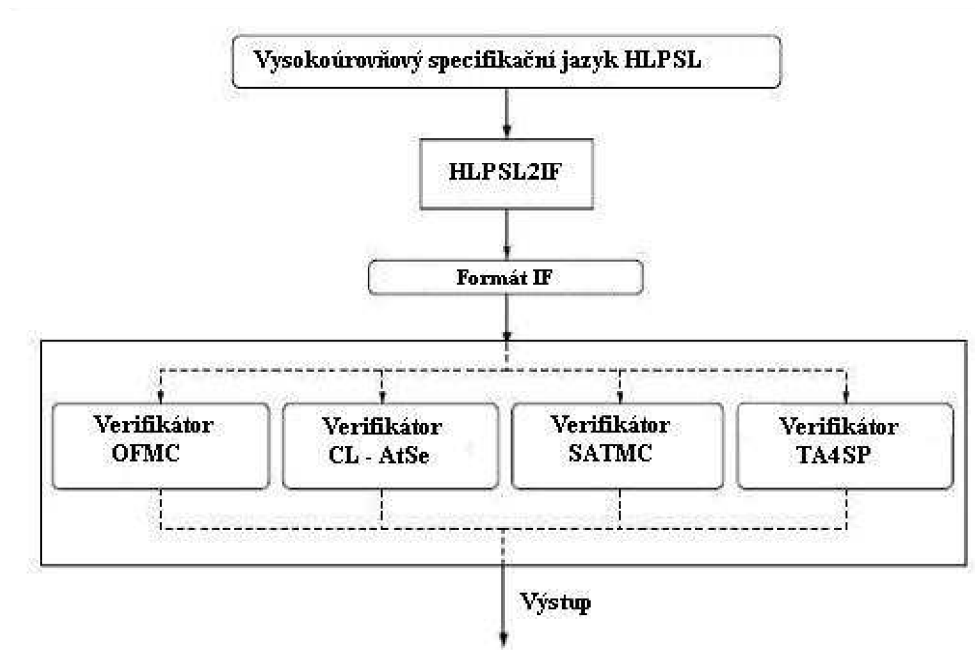 Vysokoúrovňový specifikační jazyk HLPSL
HLPSL2IF
Formát IF
Verifikátor
OFMC
Verifikátor
CL - AtSe
Verifikátor
SATMC
Verifikátor
TA4SP
Výstup